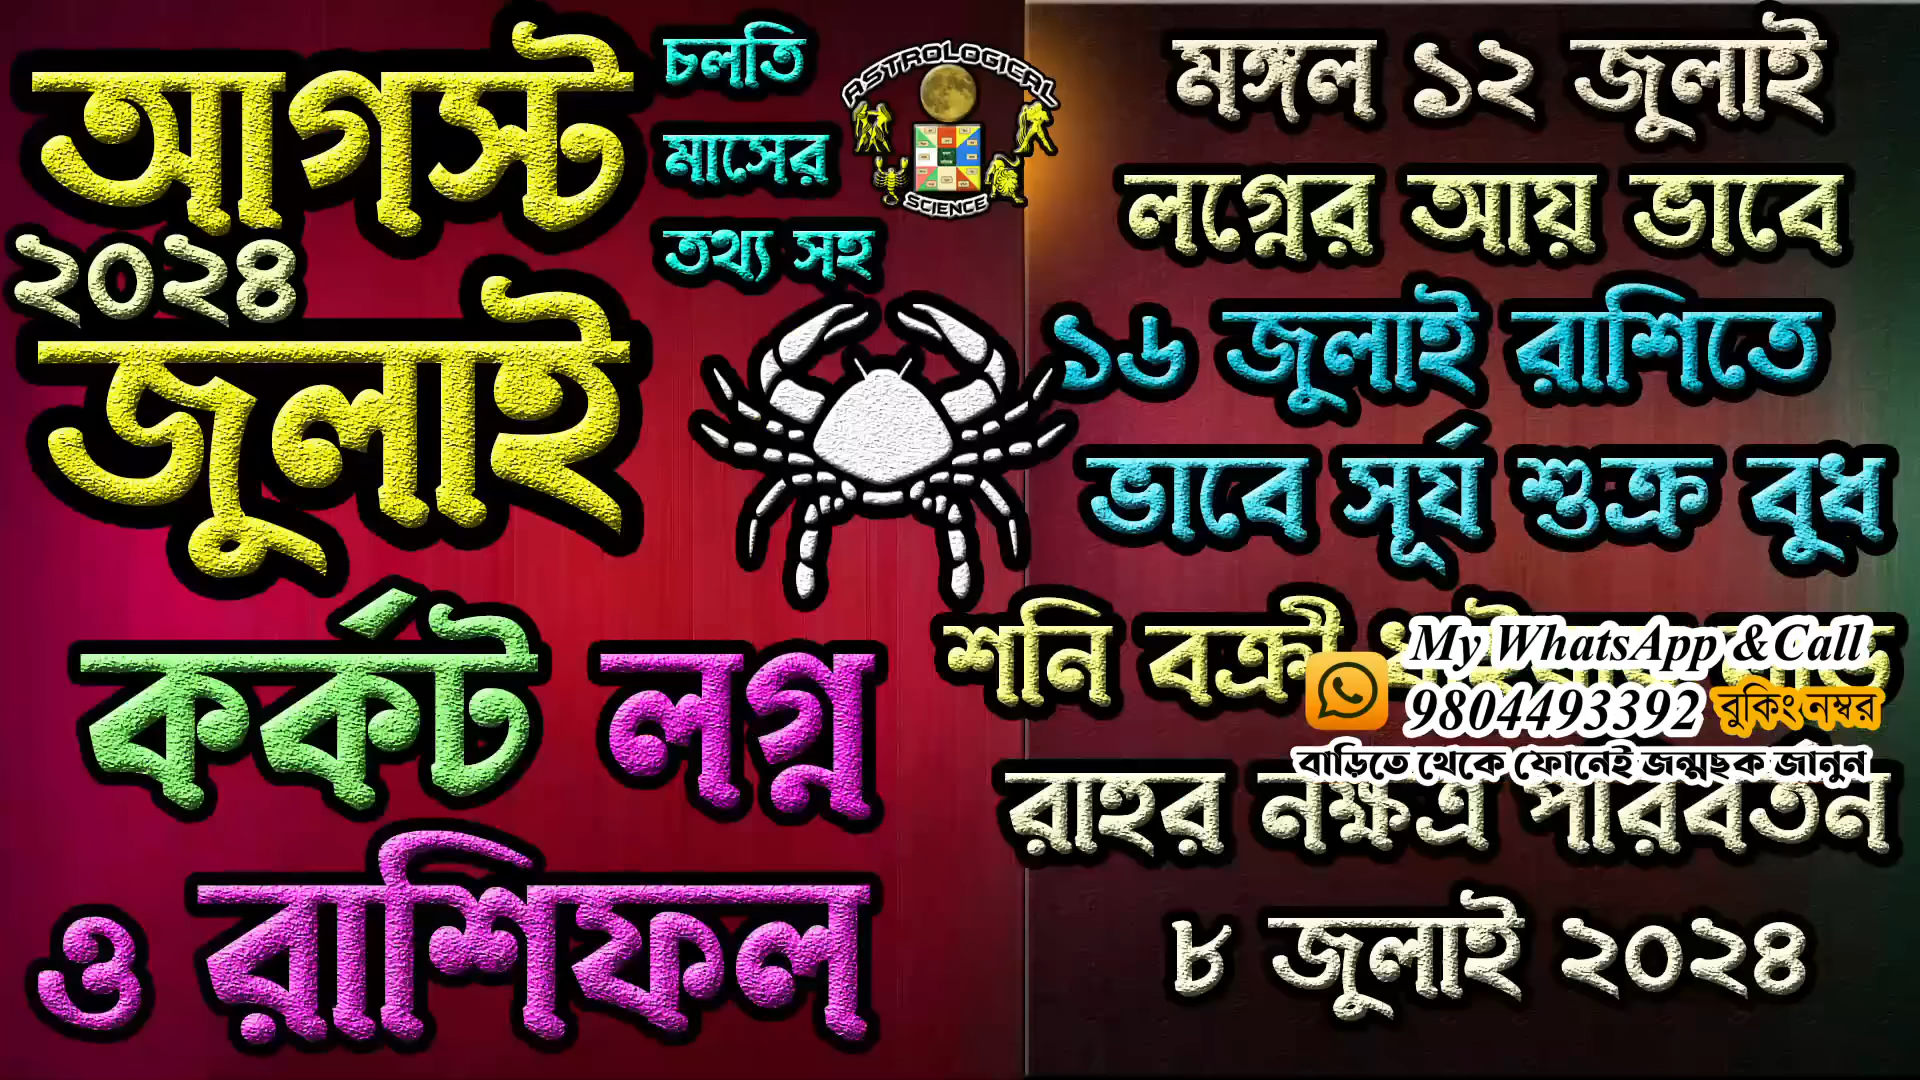 আগস্ট
২০২৪
জুলাই
চলতি
মাসের
তথ্য সহ
ASTROLOGICAL
SCIENCE
কর্কট লগ্ন
ও রাশিফল
মঙ্গল ১২ জুলাই
লগ্নের আয় ভাবে
১৬ জুলাই রাশিতে
ভাবে সূর্য শুক্র বুধ
শনি বক্রী
My WhatsApp &Call
9804493392 বুকিং নম্বর
বাড়িতে থেকে ফোনেই জন্মছক জানুন
রাহুর নক্ষত্র পরিবর্তন
৮ জুলাই ২০২৪